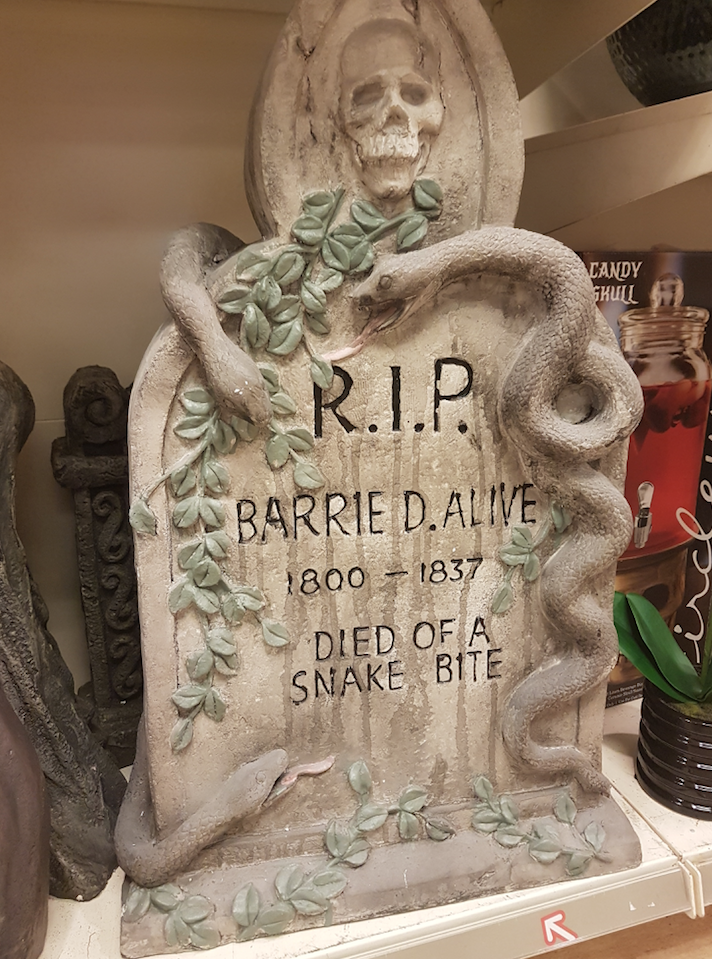 R.I.P.
BARRIE D. ALIVE
1800 – 1837
DIED OF A
SNAKE BITE
CANDY
SKULL